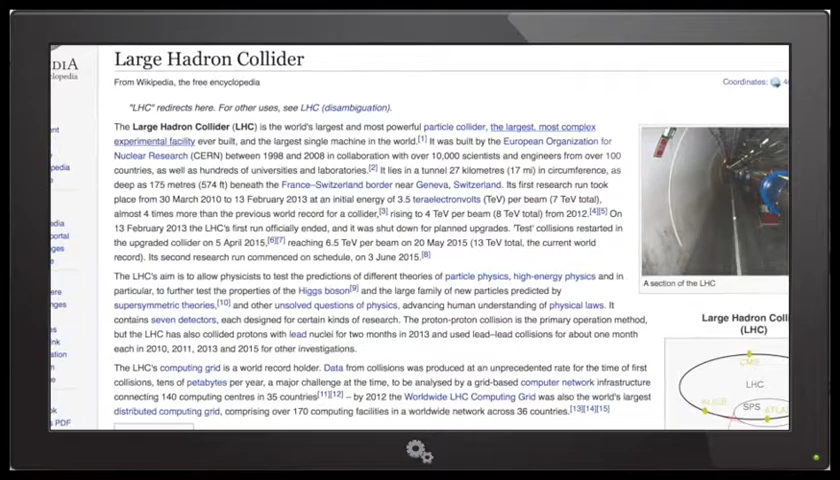 DIA
clopedia
Large Hadron Collider
From Wikipedia, the free encyclopedia
Coordinates:
"LHC" redirects here. For other uses, see LHC (disambiguation).
The Large Hadron Collider (LHC) is the world's largest and most powerful particle collider, the largest, most complex
experimental facility ever built, and the largest single machine in the world.[1] It was built by the European Organization for
Nuclear Research (CERN) between 1998 and 2008 in collaboration with over 10,000 scientists and engineers from over 100
countries, as well as hundreds of universities and laboratories.[2] It lies in a tunnel 27 kilometres (17 mi) in circumference, as
deep as 175 metres (574 ft) beneath the France–Switzerland border near Geneva, Switzerland. Its first research run took
place from 30 March 2010 to 13 February 2013 at an initial energy of 3.5 teraelectronvolts (TeV) per beam (7 TeV total),
almost 4 times more than the previous world record for a collider,[3] rising to 4 TeV per beam (8 TeV total) from 2012.[4][5] On
13 February 2013 the LHC's first run officially ended, and it was shut down for planned upgrades. 'Test' collisions restarted in
the upgraded collider on 5 April 2015,[6][7] reaching 6.5 TeV per beam on 20 May 2015 (13 TeV total, the current world
record). Its second research run commenced on schedule, on 3 June 2015.[8]
The LHC's aim is to allow physicists to test the predictions of different theories of particle physics, high-energy physics and in
particular, to further test the properties of the Higgs boson[9] and the large family of new particles predicted by
supersymmetric theories,[10] and other unsolved questions of physics, advancing human understanding of physical laws. It
contains seven detectors, each designed for certain kinds of research. The proton-proton collision is the primary operation method,
but the LHC has also collided protons with lead nuclei for two months in 2013 and used lead–lead collisions for about one month
each in 2010, 2011, 2013 and 2015 for other investigations.
The LHC's computing grid is a world record holder. Data from collisions was produced at an unprecedented rate for the time of first
collisions, tens of petabytes per year, a major challenge at the time, to be analysed by a grid-based computer network infrastructure
connecting 140 computing centres in 35 countries[11][12] – by 2012 the Worldwide LHC Computing Grid was also the world's largest
distributed computing grid, comprising over 170 computing facilities in a worldwide network across 36 countries.[13][14][15]
A section of the LHC
Large Hadron Coll
(LHC)
CMS
LHC
ALICE
SPS
ATLA
PDF